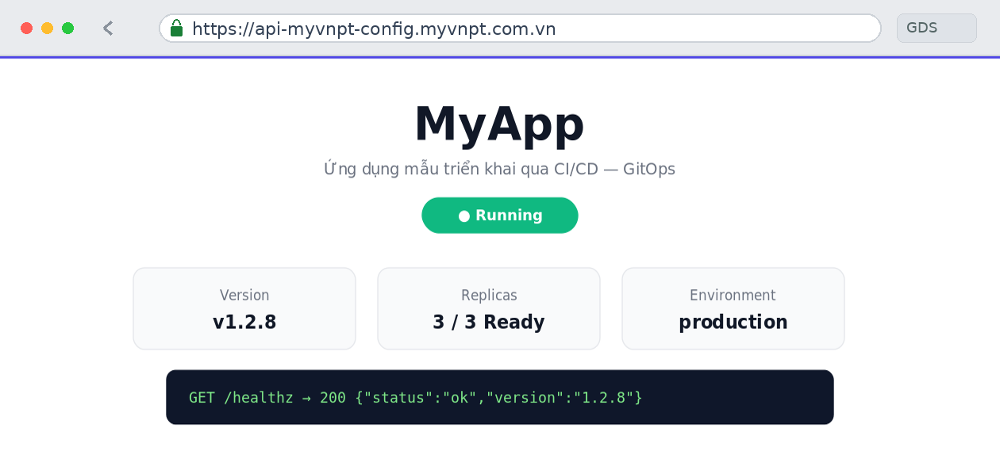 https://api-myvnpt-config.myvnpt.com.vn
GDS
MyApp
Ứng dụng mẫu triển khai qua CI/CD — GitOps
Running
Version
v1.2.8
Replicas
3 / 3 Ready
Environment
production
GET /healthz → 200 {"status":"ok","version":"1.2.8"}